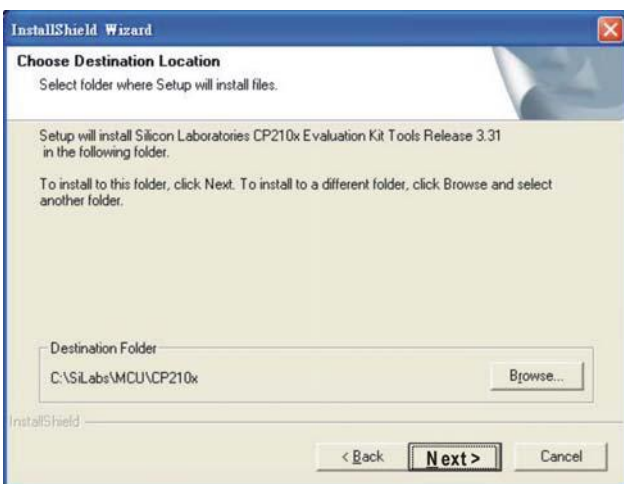 InstallShield Wizard
Choose Destination Location
Select folder where Setup will install files.
Setup will install Silicon Laboratories CP210x Evaluation Kit Tools Release 3.31
in the following folder.
To install to this folder, click Next. To install to a different folder, click Browse and select
another folder.
Destination Folder
C:\SiLabs\MCU\CP210x
Browse...
InstallShield
< Back
Next >
Cancel